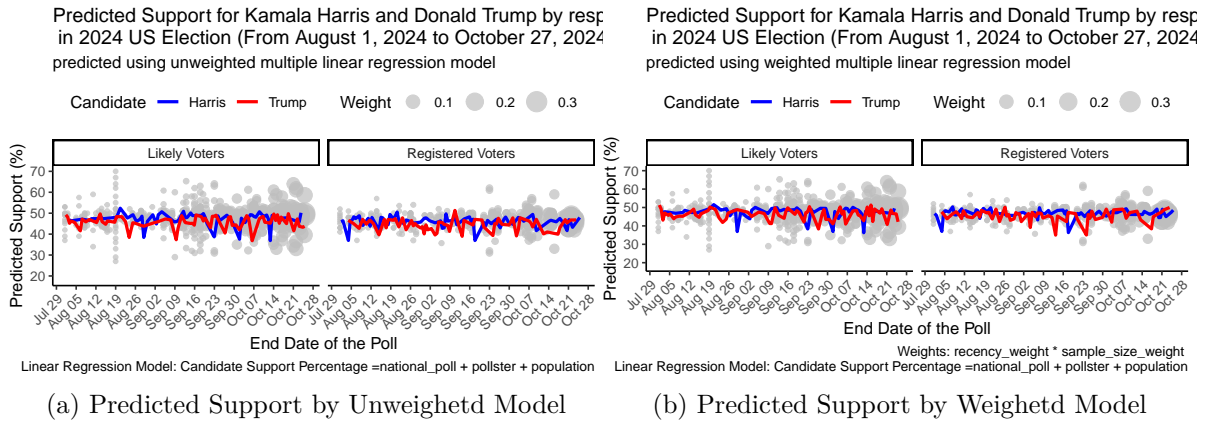 Predicted Support for Kamala Harris and Donald Trump by resp
in 2024 US Election (From August 1, 2024 to October 27, 2024
predicted using unweighted multiple linear regression model
Candidate Harris Trump Weight 0.1 0.2 0.3
Likely Voters Registered Voters
Predicted Support (%)
70
60
50
40
30
20
Jul 29 Aug 05 Aug 12 Aug 19 Aug 26 Sep 02 Sep 09 Sep 16 Sep 23 Sep 30 Oct 07 Oct 14 Oct 21 Oct 28
Jul 29 Aug 05 Aug 12 Aug 19 Aug 26 Sep 02 Sep 09 Sep 16 Sep 23 Sep 30 Oct 07 Oct 14 Oct 21 Oct 28
End Date of the Poll
Linear Regression Model: Candidate Support Percentage =national_poll + pollster + population
(a) Predicted Support by Unweighetd Model
Predicted Support for Kamala Harris and Donald Trump by resp
in 2024 US Election (From August 1, 2024 to October 27, 2024
predicted using weighted multiple linear regression model
Candidate Harris Trump Weight 0.1 0.2 0.3
Likely Voters Registered Voters
Predicted Support (%)
70
60
50
40
30
20
Jul 29 Aug 05 Aug 12 Aug 19 Aug 26 Sep 02 Sep 09 Sep 16 Sep 23 Sep 30 Oct 07 Oct 14 Oct 21 Oct 28
Jul 29 Aug 05 Aug 12 Aug 19 Aug 26 Sep 02 Sep 09 Sep 16 Sep 23 Sep 30 Oct 07 Oct 14 Oct 21 Oct 28
End Date of the Poll
Weights: recency_weight * sample_size_weight
Linear Regression Model: Candidate Support Percentage =national_poll + pollster + population
(b) Predicted Support by Weighetd Model